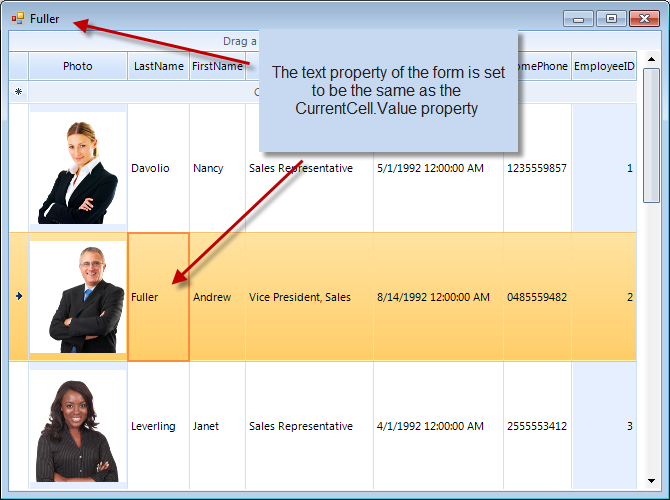 Fuller
Drag a
The text property of the form is set
to be the same as the
CurrentCell.Value property
Photo LastName FirstName omePhone EmployeeID
Davolio Nancy Sales Representative 5/1/1992 12:00:00 AM 1235559857 1
Fuller Andrew Vice President, Sales 8/14/1992 12:00:00 AM 0485559482 2
Leverling Janet Sales Representative 4/1/1992 12:00:00 AM 2555553412 3